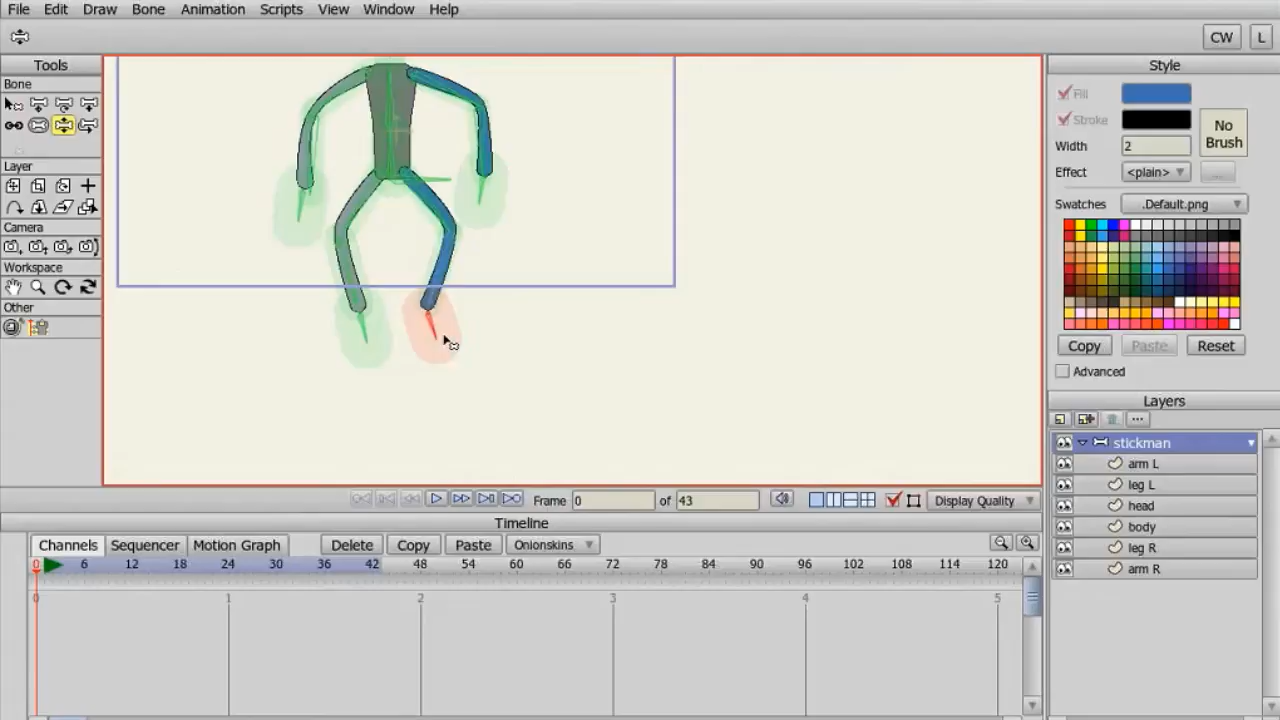 File Edit Draw Bone Animation Scripts View Window Help
CW L
Tools
Bone
Layer
Camera
Workspace
Other
Style
Fill
Stroke
No Brush
Width 2
Effect <plain> ...
Swatches .Default.png
Copy Paste Reset
Advanced
Layers
...
stickman
arm L
leg L
head
body
leg R
arm R
Frame 0 of 43 Display Quality
Timeline
Channels Sequencer Motion Graph Delete Copy Paste Onionskins
0 6 12 18 24 30 36 42 48 54 60 66 72 78 84 90 96 102 108 114 120
0 1 2 3 4 5